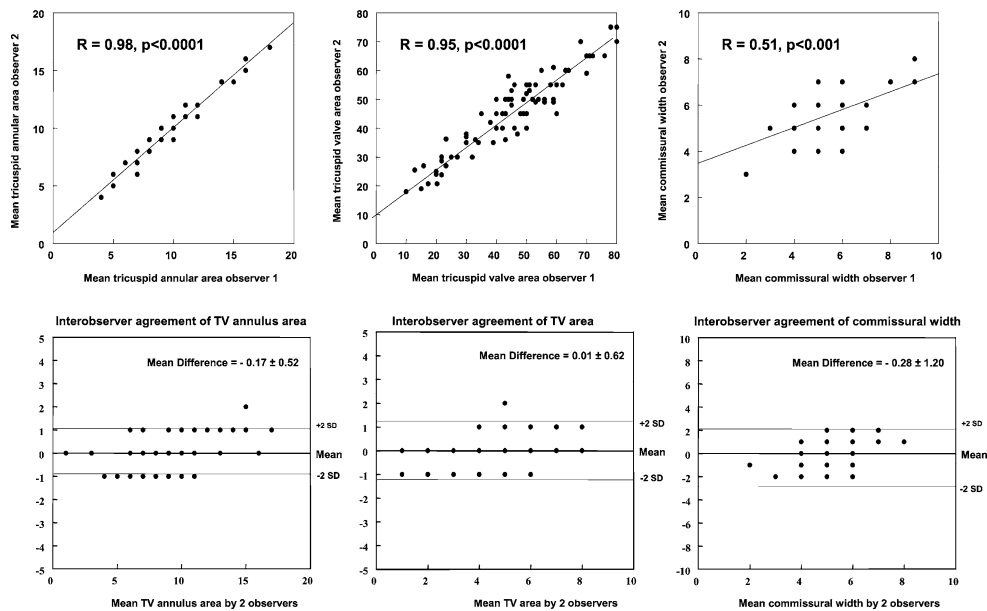 20
15
10
5
0
R = 0.98, p<0.0001
Mean tricuspid annular area observer 2
0 5 10 15 20
Mean tricuspid annular area observer 1
80
70
60
50
40
30
20
10
0
R = 0.95, p<0.0001
Mean tricuspid valve area observer 2
0 10 20 30 40 50 60 70 80
Mean tricuspid valve area observer 1
10
8
6
4
2
0
R = 0.51, p<0.001
Mean commissural width observer 2
0 2 4 6 8 10
Mean commissural width observer 1
Interobserver agreement of TV annulus area
5
4
3
2
1
0
-1
-2
-3
-4
-5
Mean Difference = - 0.17 ± 0.52
+2 SD
Mean
-2 SD
0 5 10 15 20
Mean TV annulus area by 2 observers
Interobserver agreement of TV area
5
4
3
2
1
0
-1
-2
-3
-4
-5
Mean Difference = 0.01 ± 0.62
+2 SD
Mean
-2 SD
0 2 4 6 8 10
Mean TV area by 2 observers
Interobserver agreement of commissural width
10
8
6
4
2
0
-2
-4
-6
-8
-10
Mean Difference = - 0.28 ± 1.20
+2 SD
Mean
-2 SD
0 2 4 6 8 10
Mean commissural width by 2 observers